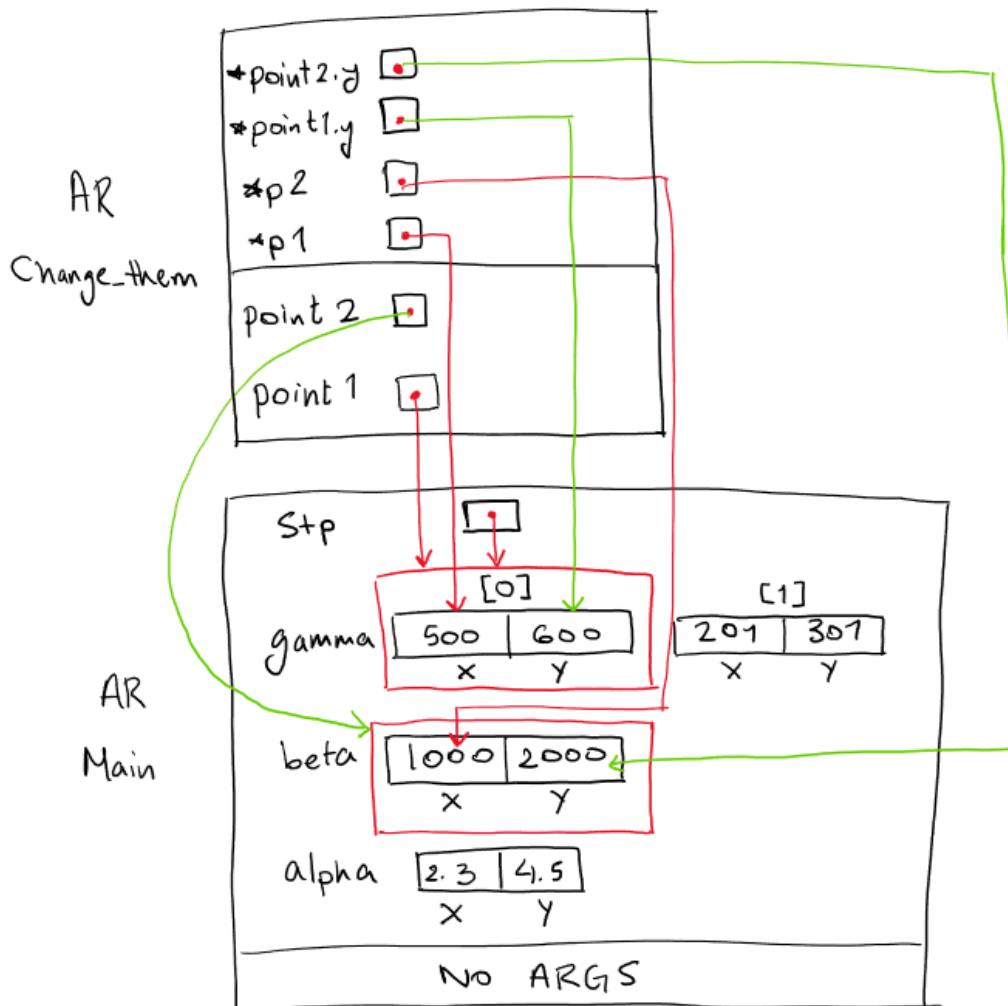 *point2.y
*point1.y
*p2
*p1
AR
Change_them
point 2
point 1
Stp
[0] [1]
gamma 500 600 201 301
X Y X Y
AR
Main
beta 1000 2000
X Y
alpha 2.3 4.5
X Y
NO ARGS